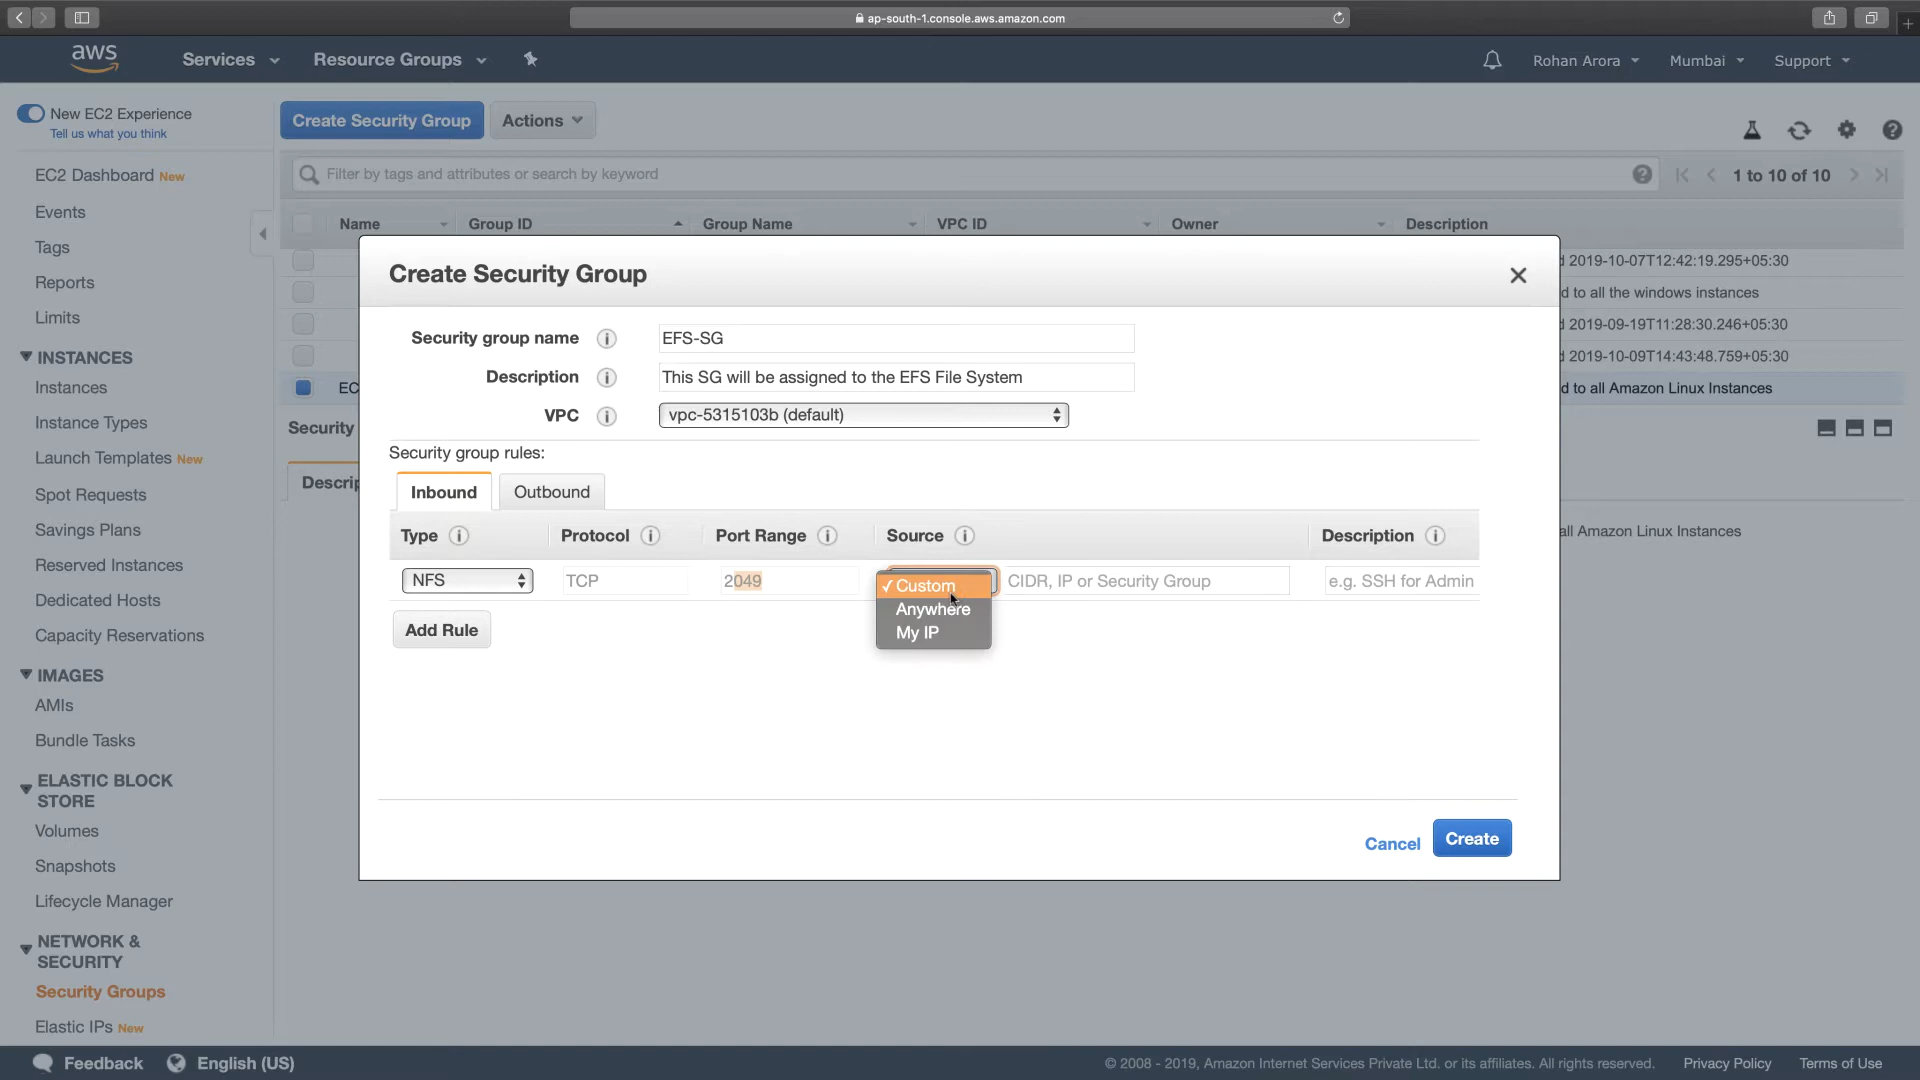 ap-south-1.console.aws.amazon.com
aws
Services
Resource Groups
Rohan Arora
Mumbai
Support
New EC2 Experience
Tell us what you think
Create Security Group
Actions
EC2 Dashboard New
Filter by tags and attributes or search by keyword
1 to 10 of 10
Events
Name
Group ID
Group Name
VPC ID
Owner
Description
Tags
2019-10-07T12:42:19.295+05:30
Reports
d to all the windows instances
Limits
2019-09-19T11:28:30.246+05:30
INSTANCES
2019-10-09T14:43:48.759+05:30
Instances
EC
d to all Amazon Linux Instances
Instance Types
Security
Launch Templates New
Descrip
Spot Requests
Savings Plans
all Amazon Linux Instances
Reserved Instances
Dedicated Hosts
Capacity Reservations
IMAGES
AMIs
Bundle Tasks
ELASTIC BLOCK
STORE
Volumes
Snapshots
Lifecycle Manager
NETWORK &
SECURITY
Security Groups
Elastic IPs New
Create Security Group
Security group name
EFS-SG
Description
This SG will be assigned to the EFS File System
VPC
vpc-5315103b (default)
Security group rules:
Inbound
Outbound
Type
Protocol
Port Range
Source
Description
NFS
TCP
2049
✓ Custom
CIDR, IP or Security Group
e.g. SSH for Admin
Anywhere
My IP
Add Rule
Cancel
Create
Feedback
English (US)
© 2008 - 2019, Amazon Internet Services Private Ltd. or its affiliates. All rights reserved.
Privacy Policy
Terms of Use